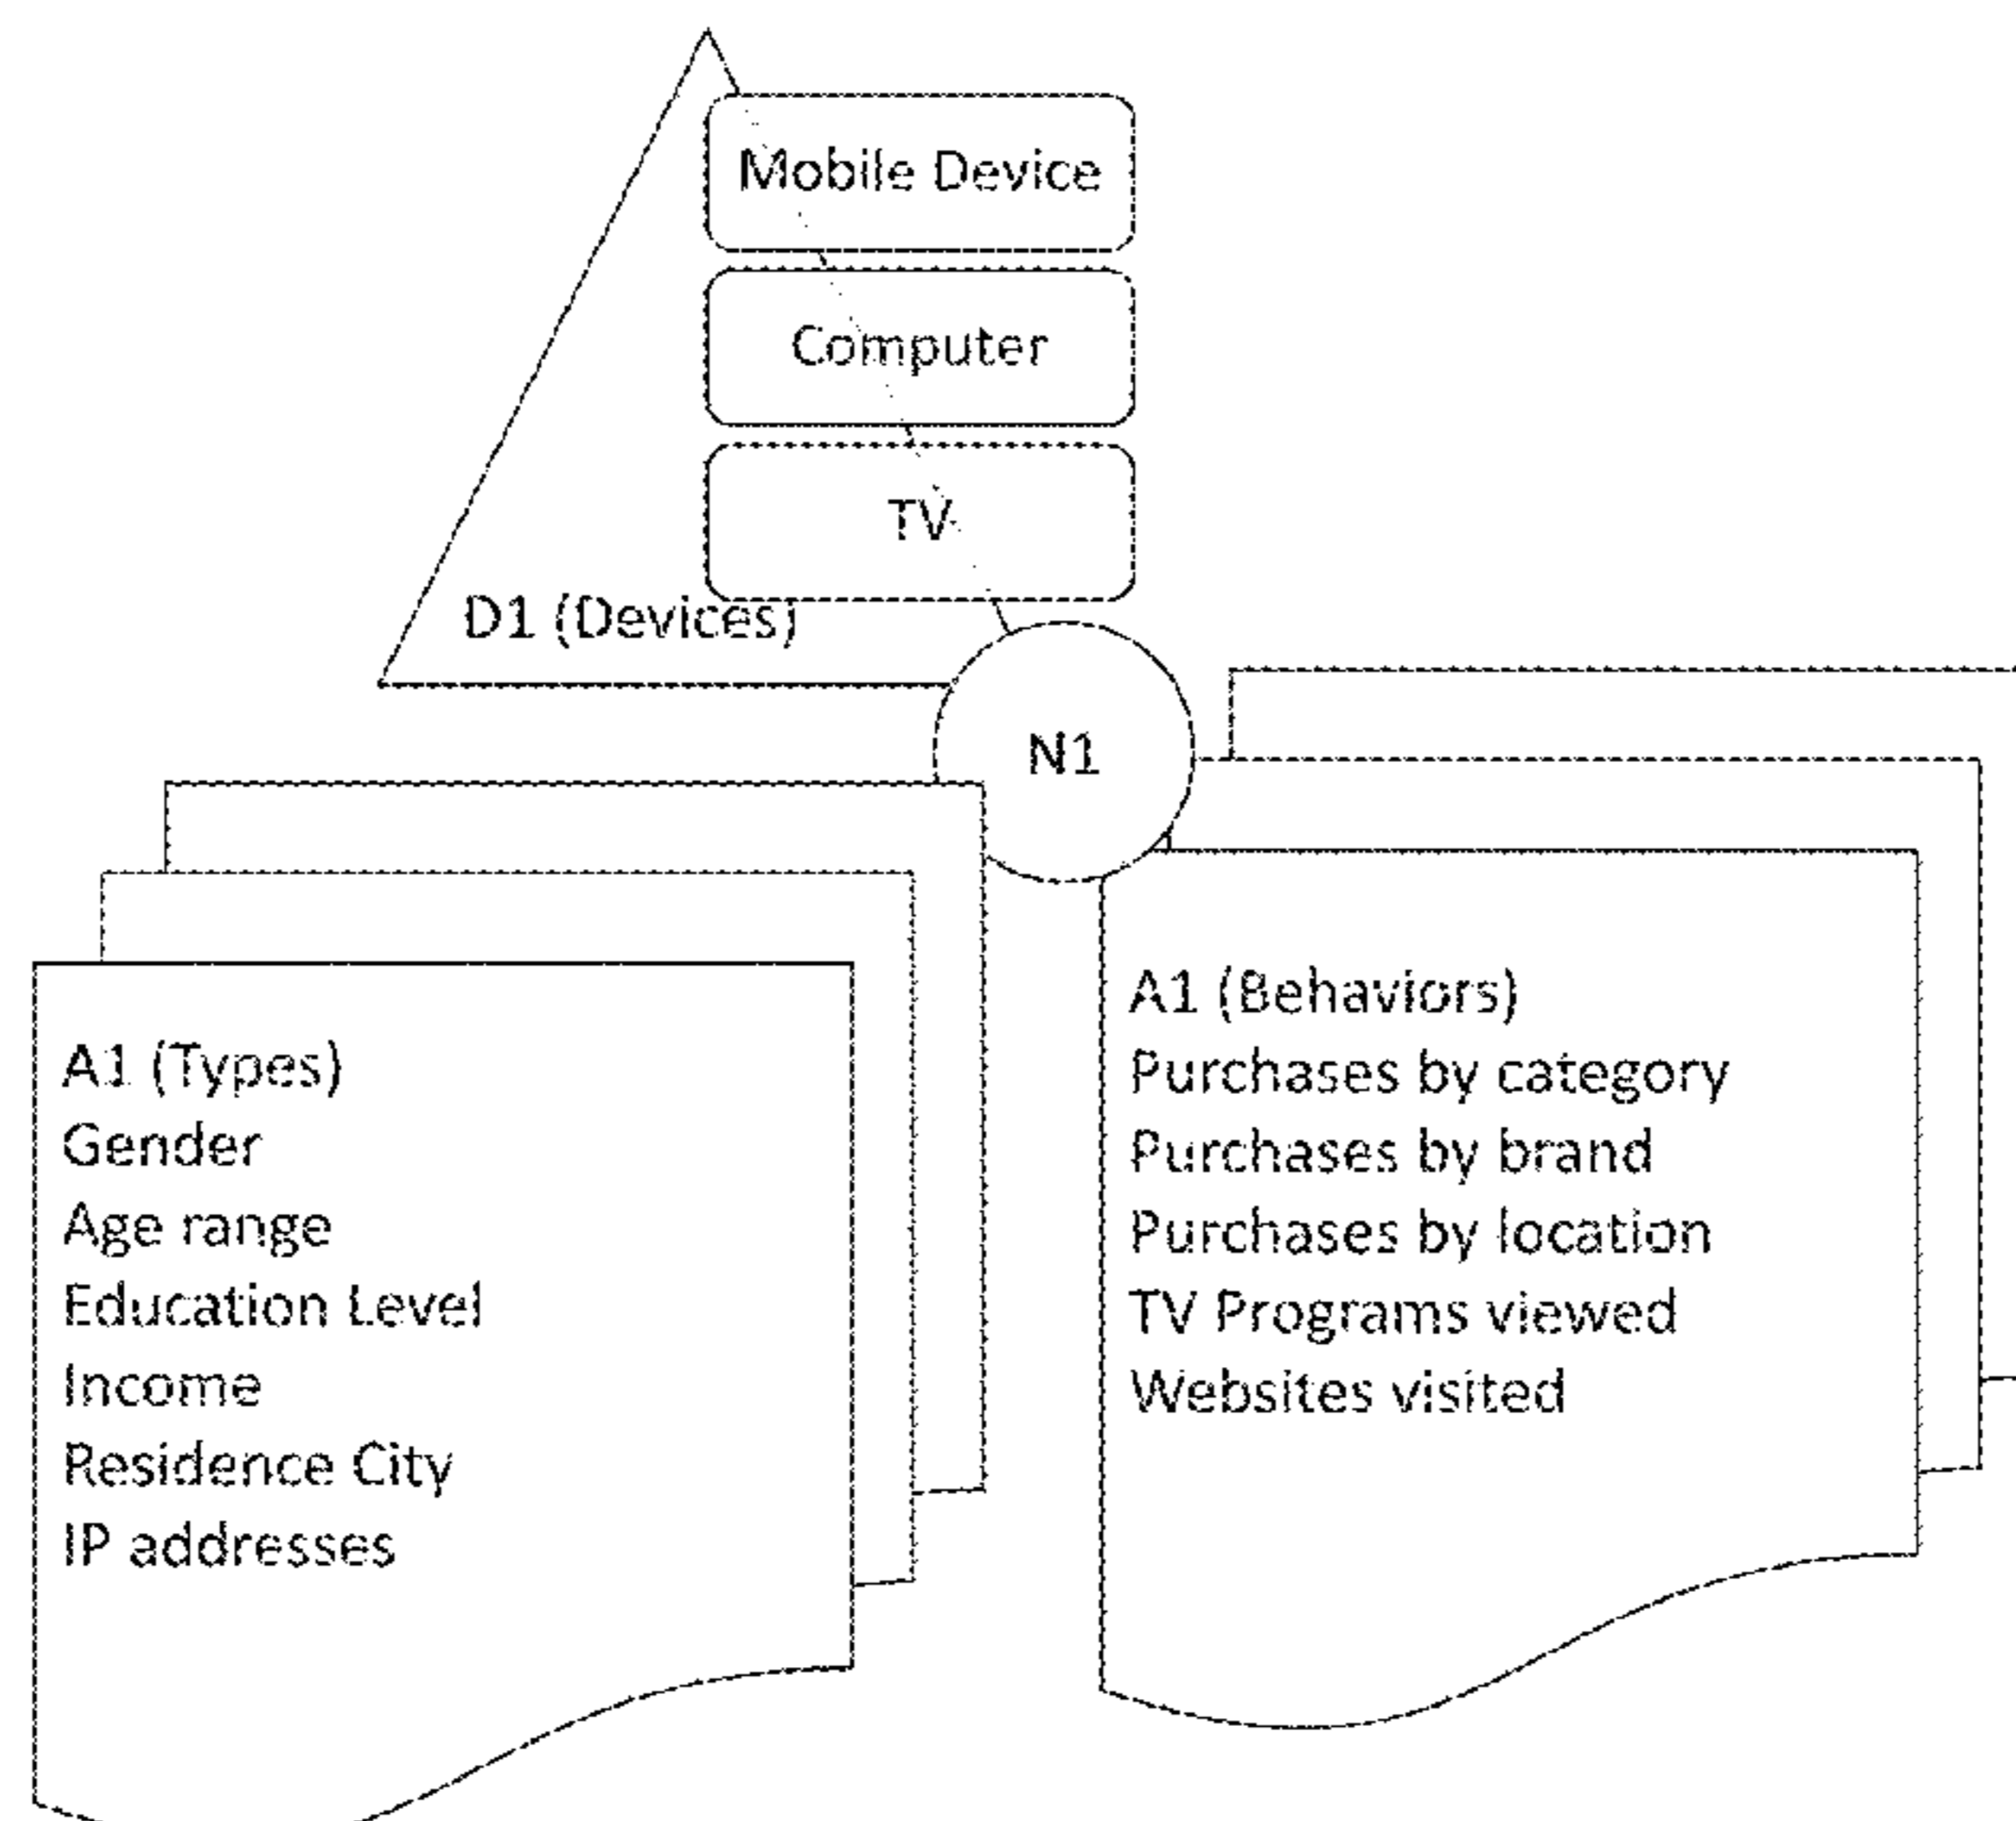 Mobile Device
Computer
TV
D1 (Devices)
N1
A1 (Types)
Gender
Age range
Education Level
Income
Residence City
IP addresses
A1 (Behaviors)
Purchases by category
Purchases by brand
Purchases by location
TV Programs viewed
Websites visited